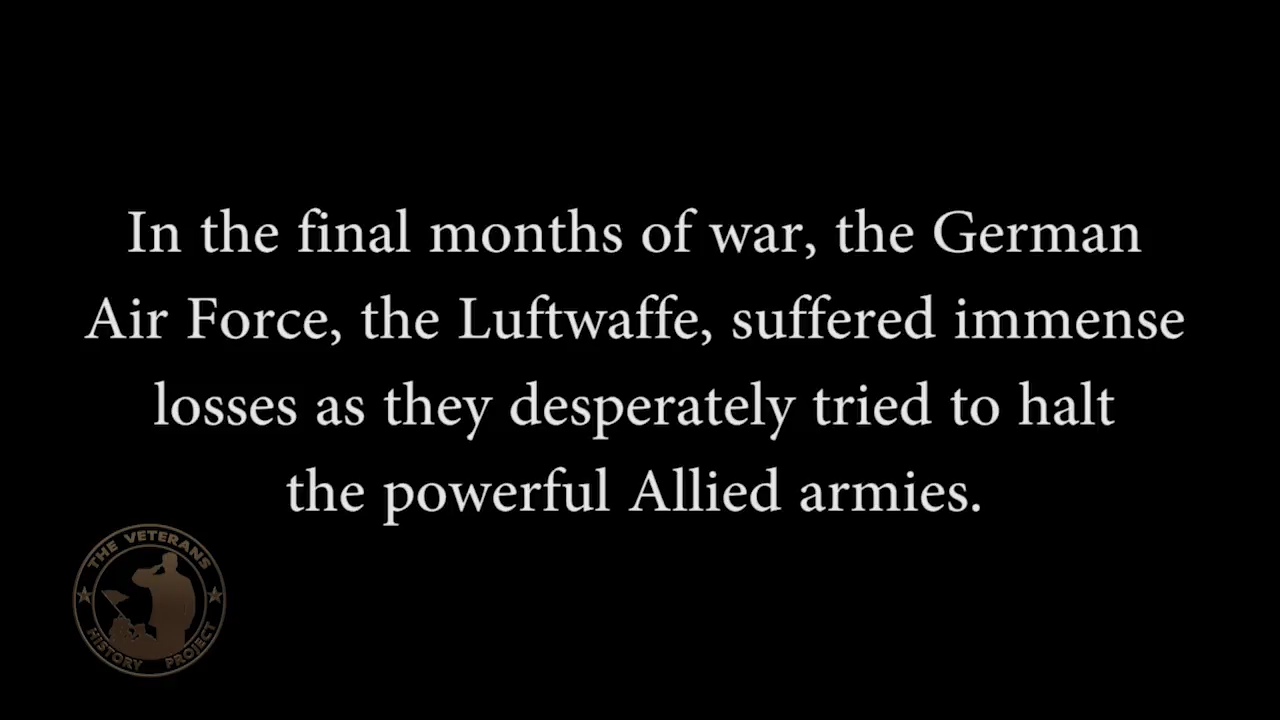 In the final months of war, the German
Air Force, the Luftwaffe, suffered immense
losses as they desperately tried to halt
the powerful Allied armies.
THE VETERANS
HISTORY PROJECT